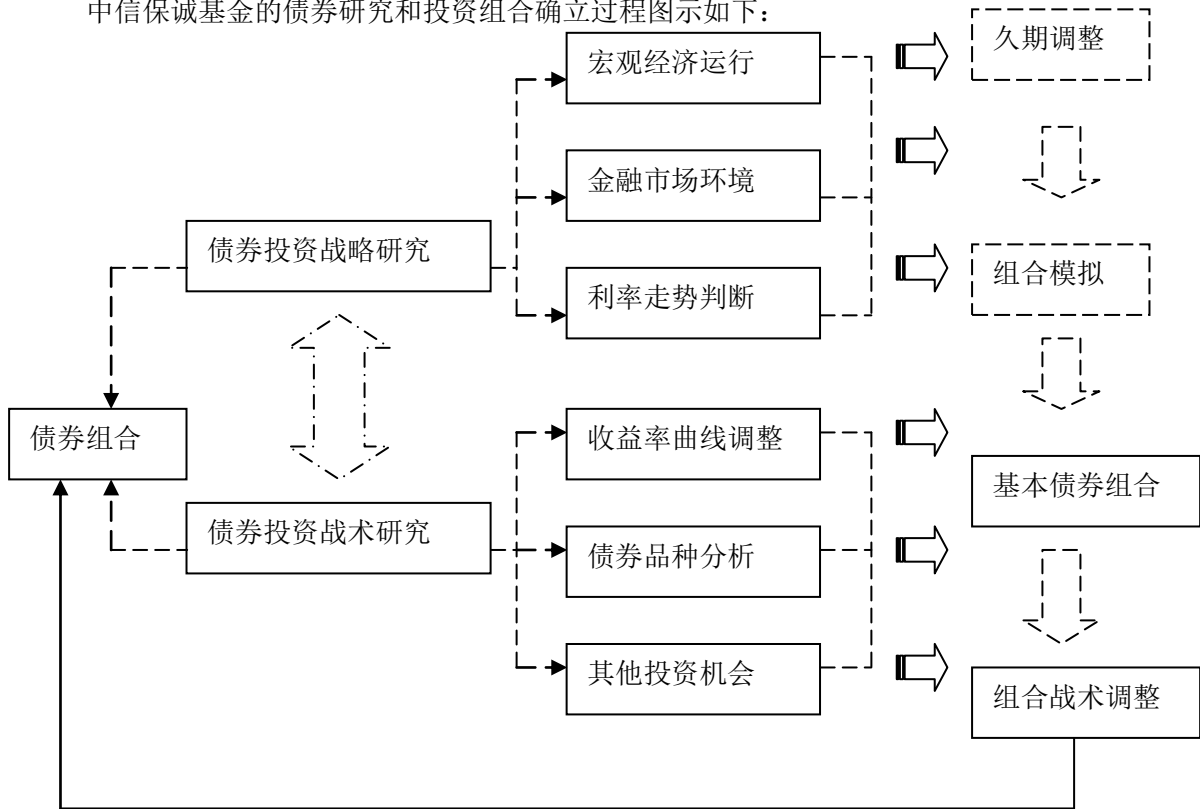 中信保诚基金的债券研究和投资组合确立过程图示如下：
宏观经济运行
久期调整
金融市场环境
债券投资战略研究
利率走势判断
组合模拟
债券组合
收益率曲线调整
基本债券组合
债券投资战术研究
债券品种分析
其他投资机会
组合战术调整